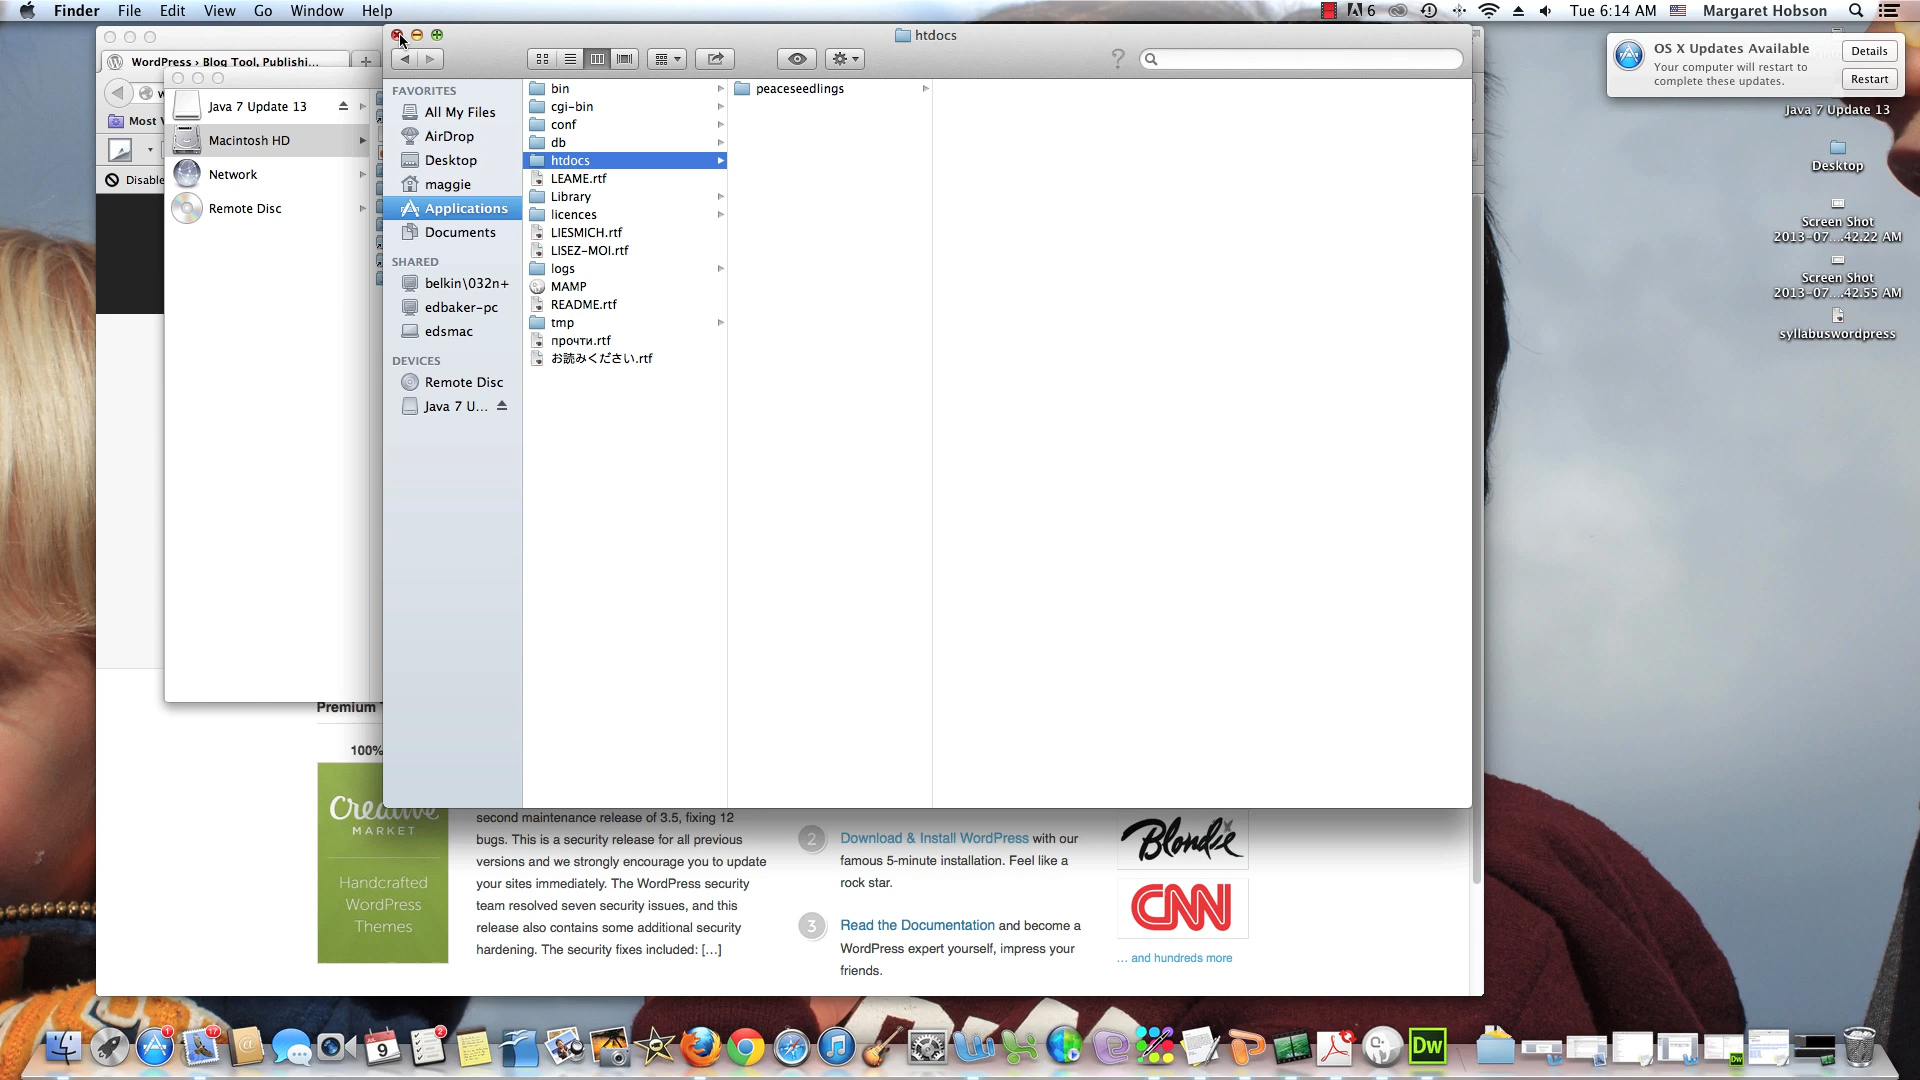 Finder File Edit View Go Window Help
6 Tue 6:14 AM Margaret Hobson
htdocs
WordPress › Blog Tool, Publishi...
Most
Disable
Java 7 Update 13
Macintosh HD
Network
Remote Disc
FAVORITES
All My Files
AirDrop
Desktop
maggie
Applications
Documents
SHARED
belkin\032n+
edbaker-pc
edsmac
DEVICES
Remote Disc
Java 7 U...
bin
cgi-bin
conf
db
htdocs
LEAME.rtf
Library
licences
LIESMICH.rtf
LISEZ-MOI.rtf
logs
MAMP
README.rtf
tmp
прочти.rtf
お読みください.rtf
peaceseedlings
OS X Updates Available
Your computer will restart to
complete these updates.
Details
Restart
Java 7 Update 13
Desktop
Screen Shot
2013-07....42.22 AM
Screen Shot
2013-07....42.55 AM
syllabuswordpress
Premium
100%
Creative
MARKET
Handcrafted
WordPress
Themes
second maintenance release of 3.5, fixing 12
bugs. This is a security release for all previous
versions and we strongly encourage you to update
your sites immediately. The WordPress security
team resolved seven security issues, and this
release also contains some additional security
hardening. The security fixes included: [...]
2 Download & Install WordPress with our
famous 5-minute installation. Feel like a
rock star.
3 Read the Documentation and become a
WordPress expert yourself, impress your
friends.
Blondie
CNN
... and hundreds more
1
17
9
2
Dw